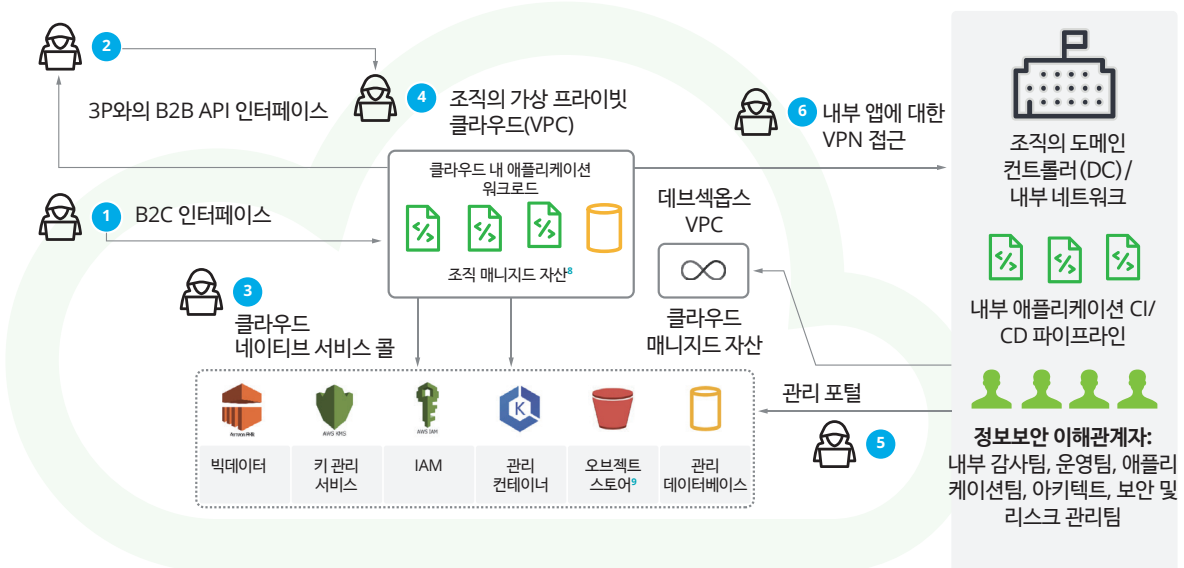 2
3P와의 B2B API 인터페이스
1
B2C 인터페이스
4
조직의 가상 프라이빗
클라우드(VPC)
클라우드 내 애플리케이션
워크로드
조직 매니지드 자산8
3
클라우드
네이티브 서비스 콜
6
내부 앱에 대한
VPN 접근
데브섹옵스
VPC
클라우드
매니지드 자산
관리 포털
5
Amazon EMR
AWS KMS
AWS IAM
K
빅데이터
키 관리
서비스
IAM
관리
컨테이너
오브젝트
스토어9
관리
데이터베이스
조직의 도메인
컨트롤러(DC)/
내부 네트워크
내부 애플리케이션 CI/
CD 파이프라인
정보보안 이해관계자:
내부 감사팀, 운영팀, 애플리
케이션팀, 아키텍트, 보안 및
리스크 관리팀